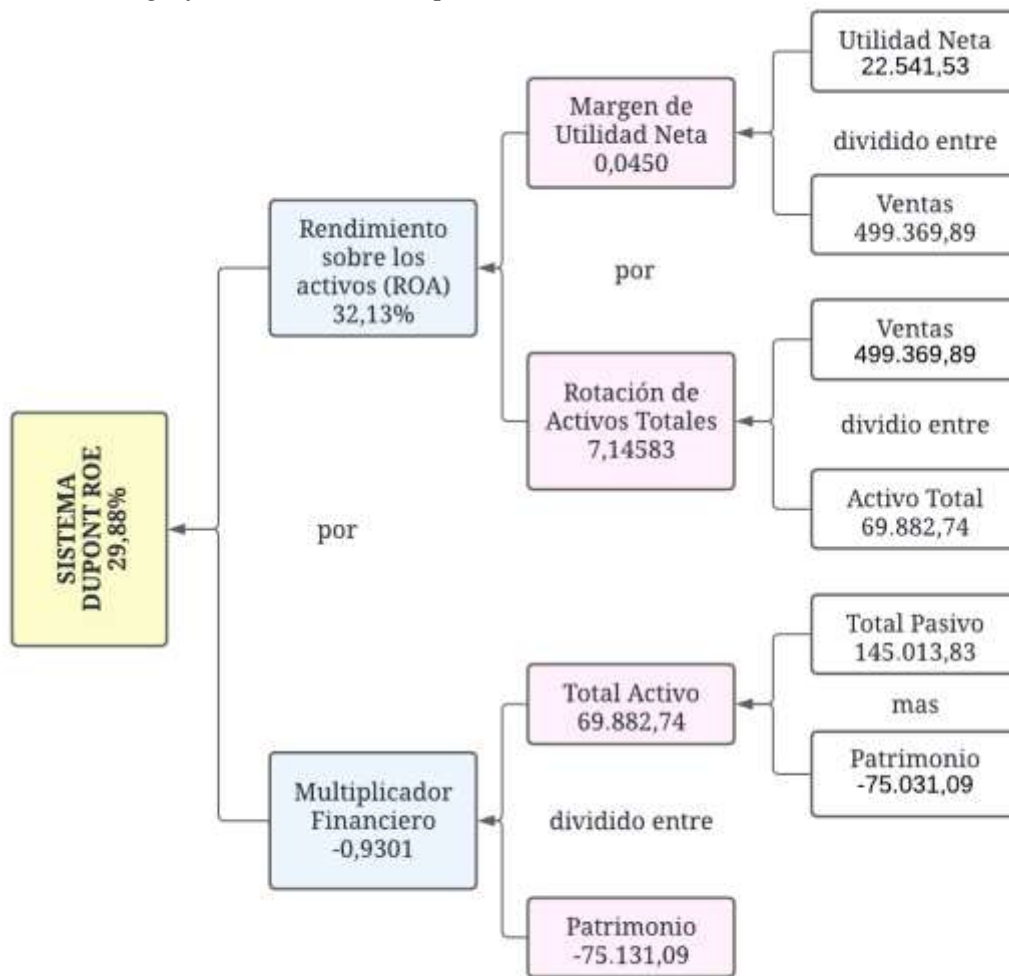 Utilidad Neta
22.541,53
Margen de
Utilidad Neta
0,0450
dividido entre
Ventas
499.369,89
Rendimiento
sobre los
activos (ROA)
32,13%
por
Ventas
499.369,89
Rotación de
Activos Totales
7,14583
dividio entre
Activo Total
69.882,74
SISTEMA
DUPONT ROE
29,88%
por
Total Pasivo
145.013,83
Total Activo
69.882,74
mas
Patrimonio
-75.031,09
Multiplicador
Financiero
-0,9301
dividido entre
Patrimonio
-75.131,09